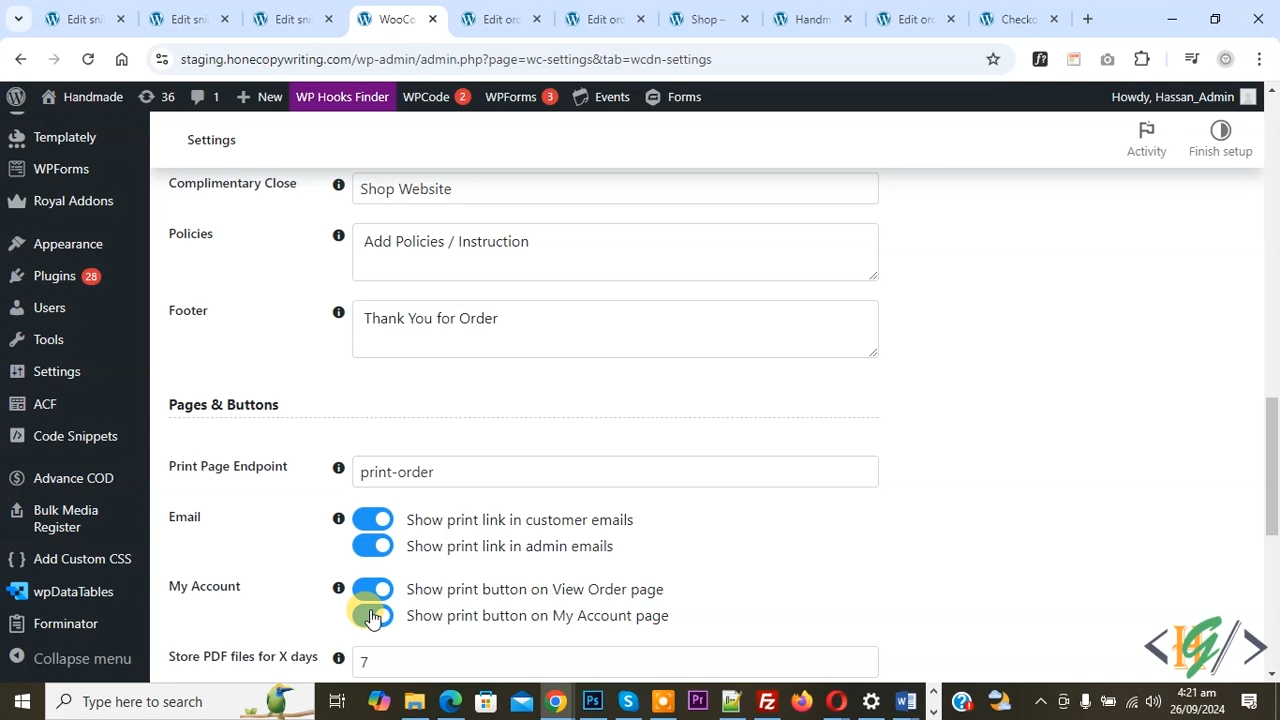 Edit sni
Edit sni
Edit sni
WooCo
Edit orc
Edit orc
Shop –
Handm
Edit orc
Checko
staging.honecopywriting.com/wp-admin/admin.php?page=wc-settings&tab=wcdn-settings
Handmade
36
1
New
WP Hooks Finder
WPCode 2
WPForms 3
Events
Forms
Howdy, Hassan_Admin
Templately
WPForms
Royal Addons
Appearance
Plugins 28
Users
Tools
Settings
ACF
Code Snippets
Advance COD
Bulk Media
Register
Add Custom CSS
wpDataTables
Forminator
Collapse menu
Settings
Activity
Finish setup
Complimentary Close
Shop Website
Policies
Add Policies / Instruction
Footer
Thank You for Order
Pages & Buttons
Print Page Endpoint
print-order
Email
Show print link in customer emails
Show print link in admin emails
My Account
Show print button on View Order page
Show print button on My Account page
Store PDF files for X days
7
Type here to search
4:21 am
26/09/2024